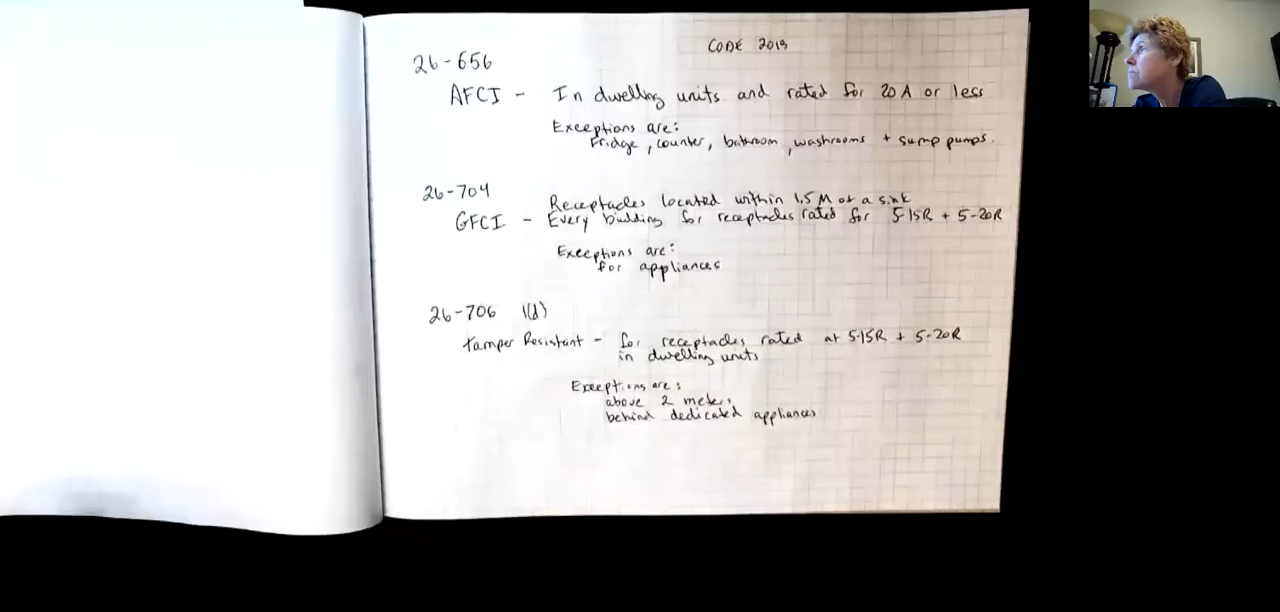 CODE 2019
26-656
AFCI - In dwelling units and rated for 20 A or less
Exceptions are:
Fridge, counter, bathroom, washrooms + sump pumps.
26-704
Receptacles located within 1.5 M of a sink
GFCI - Every building for receptacles rated for 5-15R + 5-20R
Exceptions are:
for appliances
26-706 1(d)
Tamper Resistant - for receptacles rated at 5-15R + 5-20R
in dwelling units
Exceptions are:
above 2 meters
behind dedicated appliances